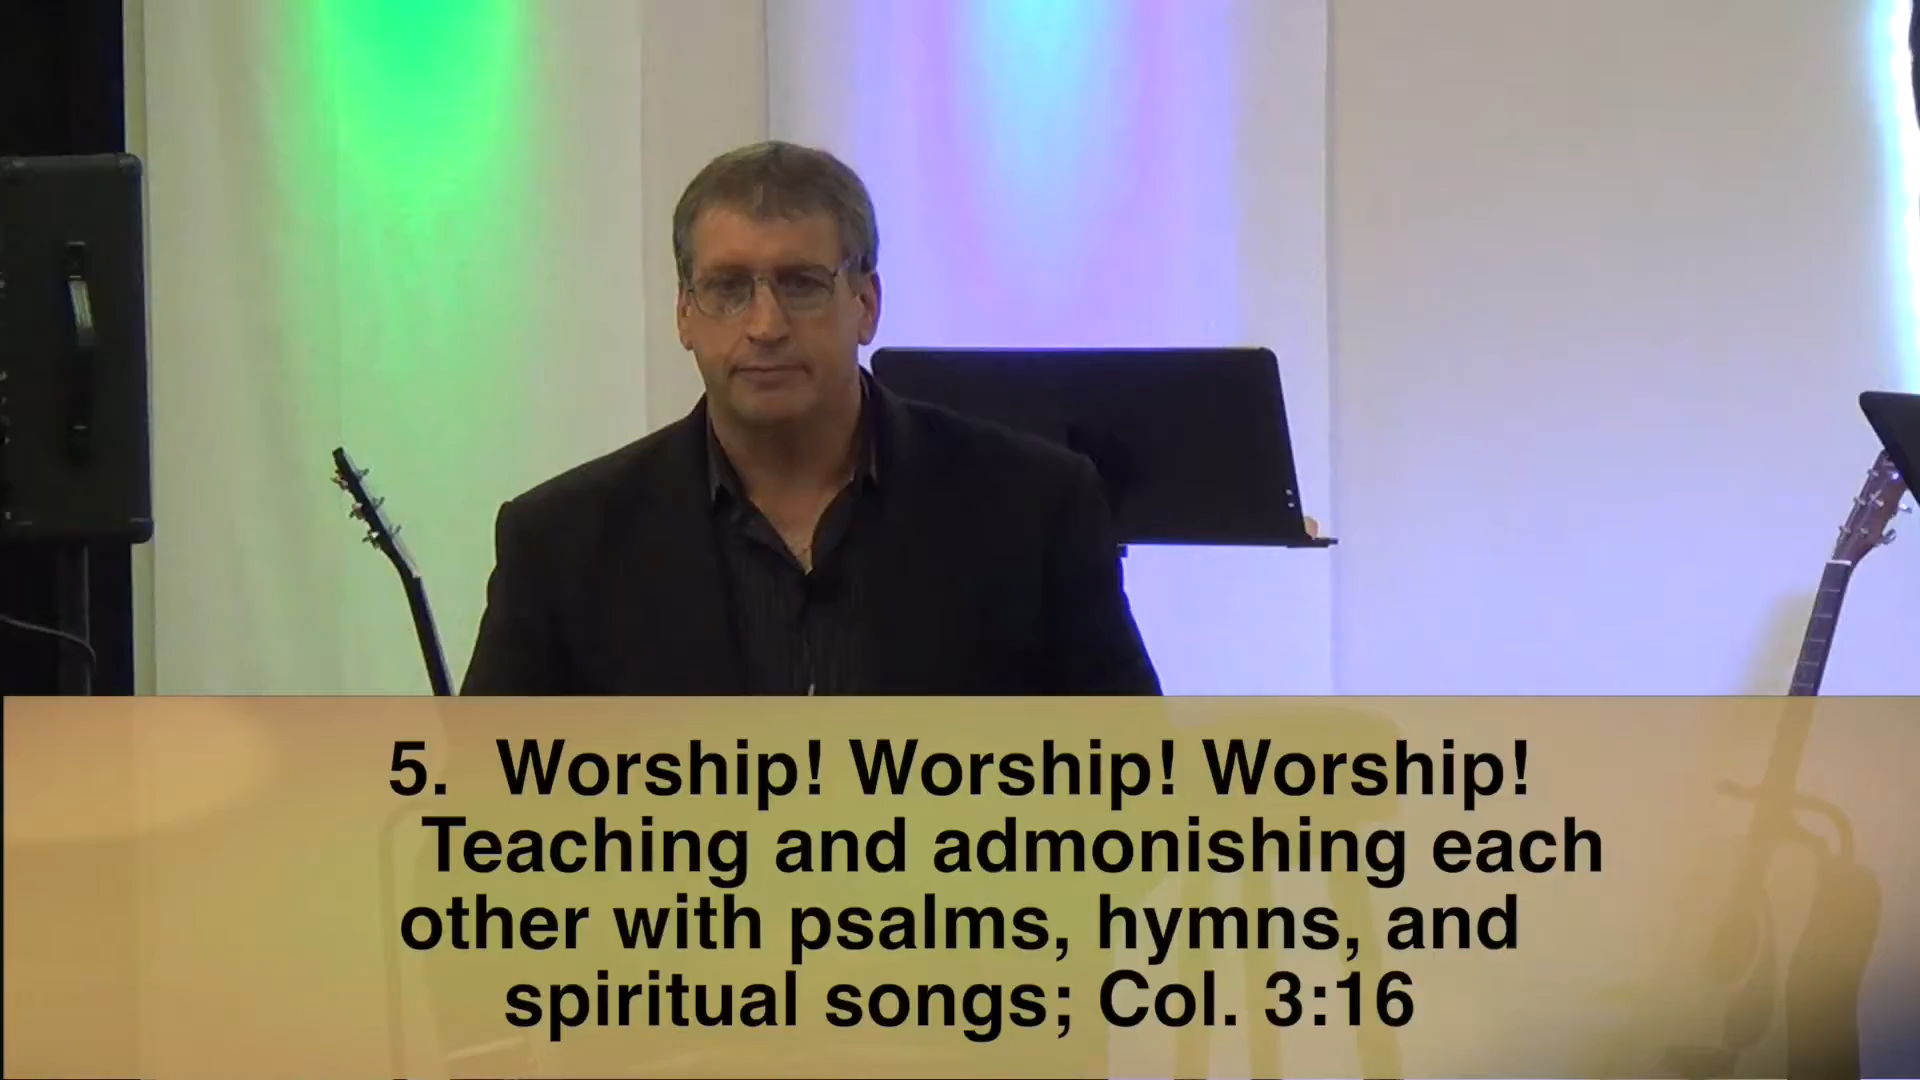 5. Worship! Worship! Worship!
Teaching and admonishing each
other with psalms, hymns, and
spiritual songs; Col. 3:16